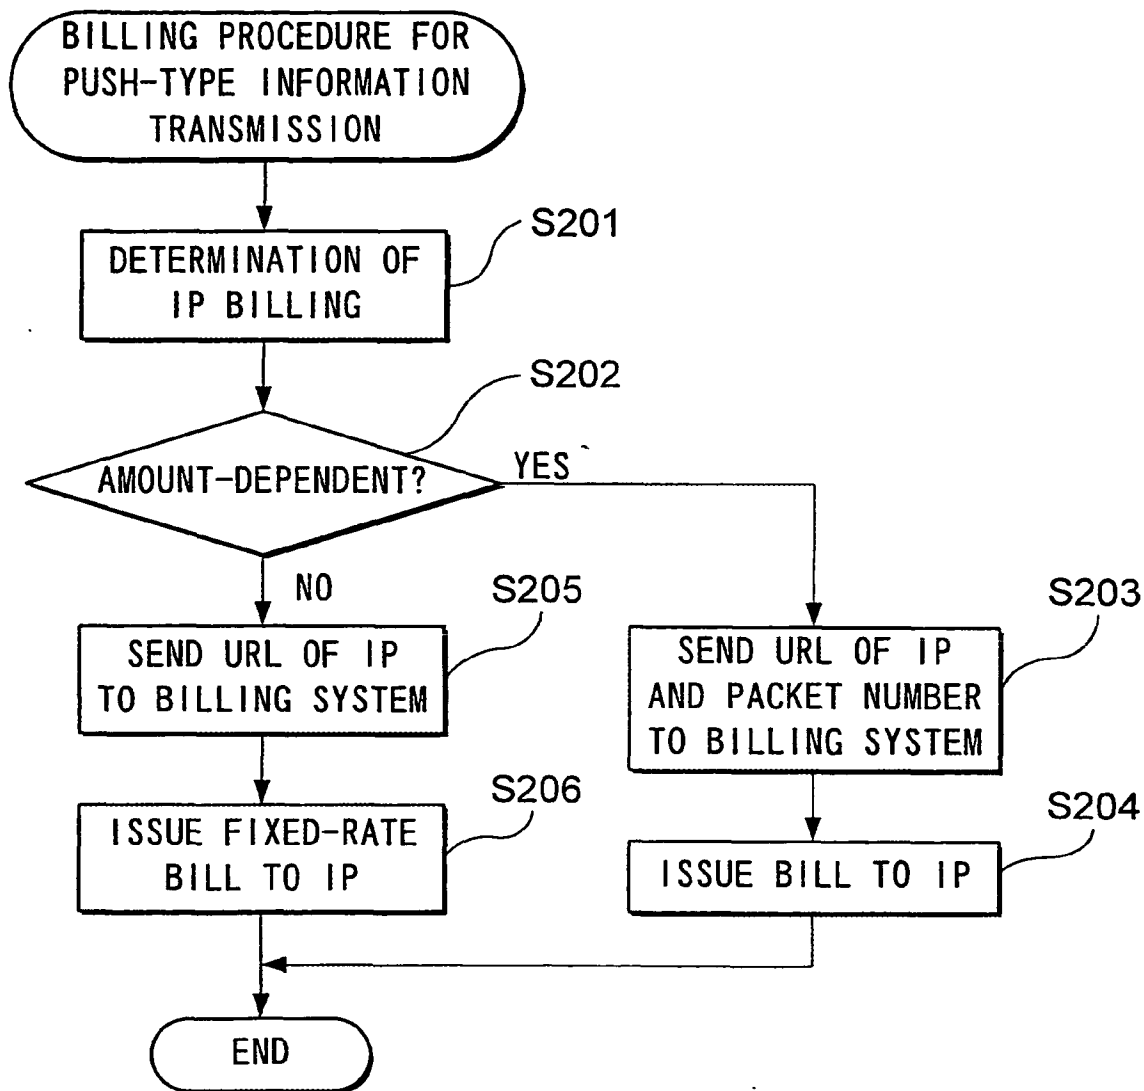 BILLING PROCEDURE FOR
PUSH-TYPE INFORMATION
TRANSMISSION
S201
DETERMINATION OF
IP BILLING
S202
AMOUNT-DEPENDENT?
YES
NO
S205
SEND URL OF IP
TO BILLING SYSTEM
S203
SEND URL OF IP
AND PACKET NUMBER
TO BILLING SYSTEM
S206
ISSUE FIXED-RATE
BILL TO IP
S204
ISSUE BILL TO IP
END